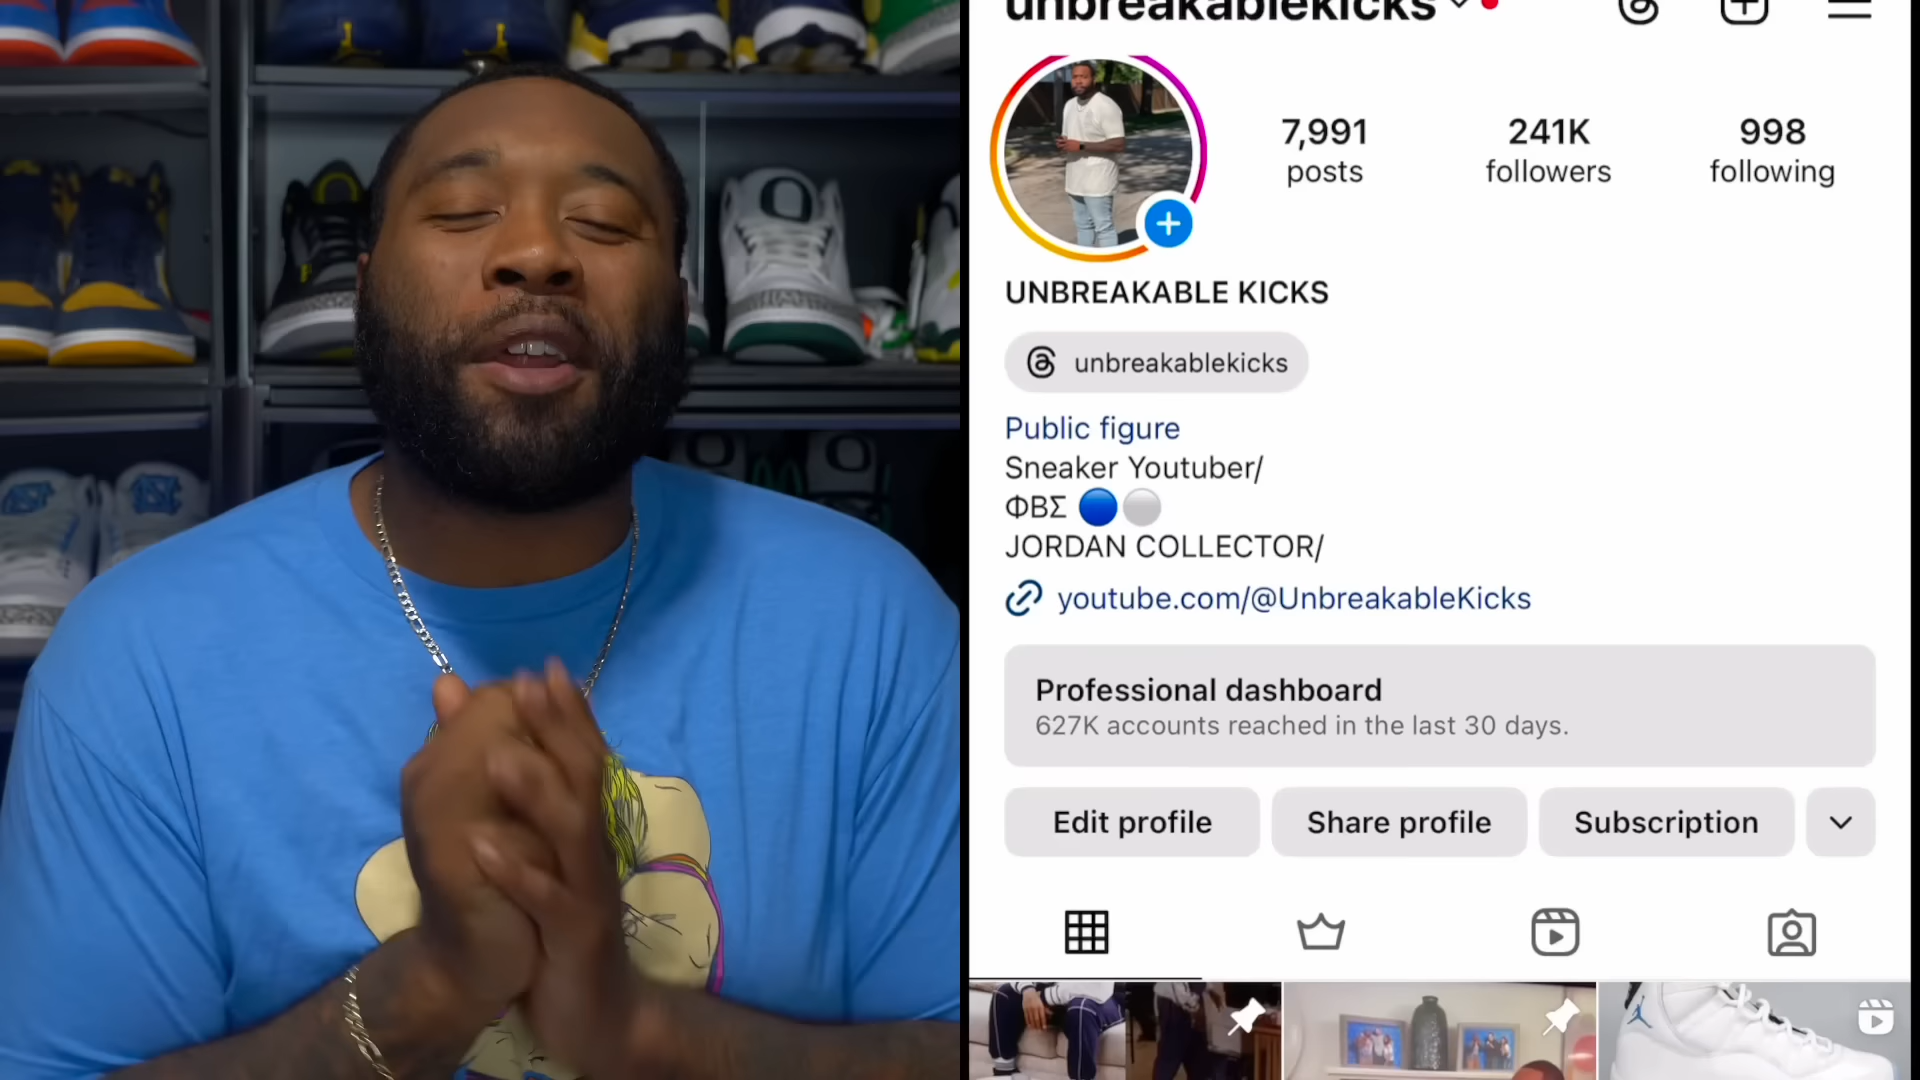 unbreakablekicks
7,991
posts
241K
followers
998
following
UNBREAKABLE KICKS
unbreakablekicks
Public figure
Sneaker Youtuber/
ΦΒΣ 🔵⚪
JORDAN COLLECTOR/
youtube.com/@UnbreakableKicks
Professional dashboard
627K accounts reached in the last 30 days.
Edit profile
Share profile
Subscription